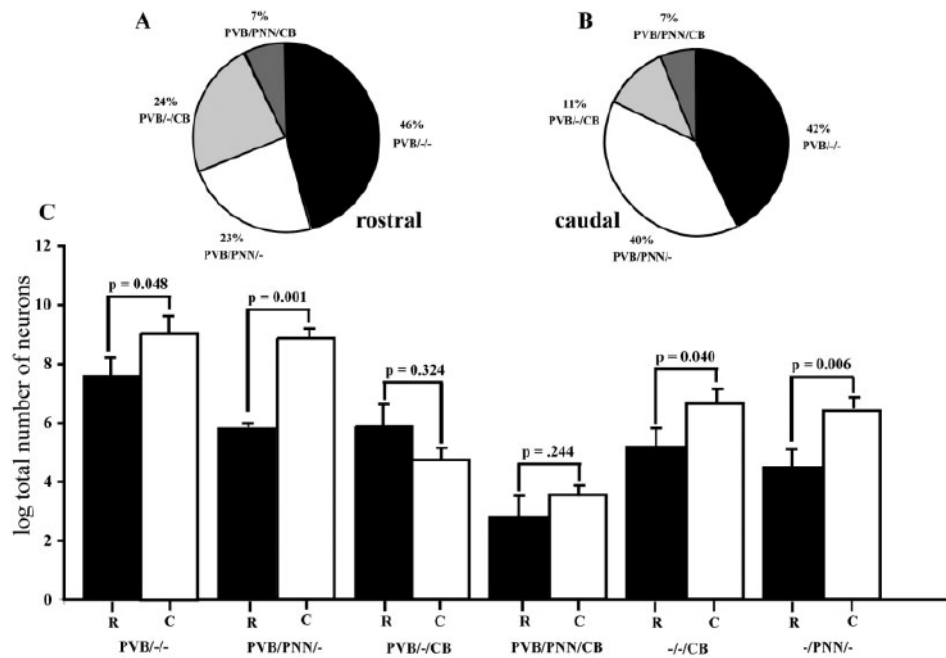 A
7%
PVB/PNN/CB
24%
PVB/-/CB
46%
PVB/-/-
23%
PVB/PNN/-
rostral
B
7%
PVB/PNN/CB
11%
PVB/-/CB
42%
PVB/-/-
40%
PVB/PNN/-
caudal
C
log total number of neurons
12
10
8
6
4
2
0
p = 0.048
p = 0.001
p = 0.324
p = .244
p = 0.040
p = 0.006
R C R C R C R C R C R C
PVB/-/- PVB/PNN/- PVB/-/CB PVB/PNN/CB -/-/CB -/PNN/-